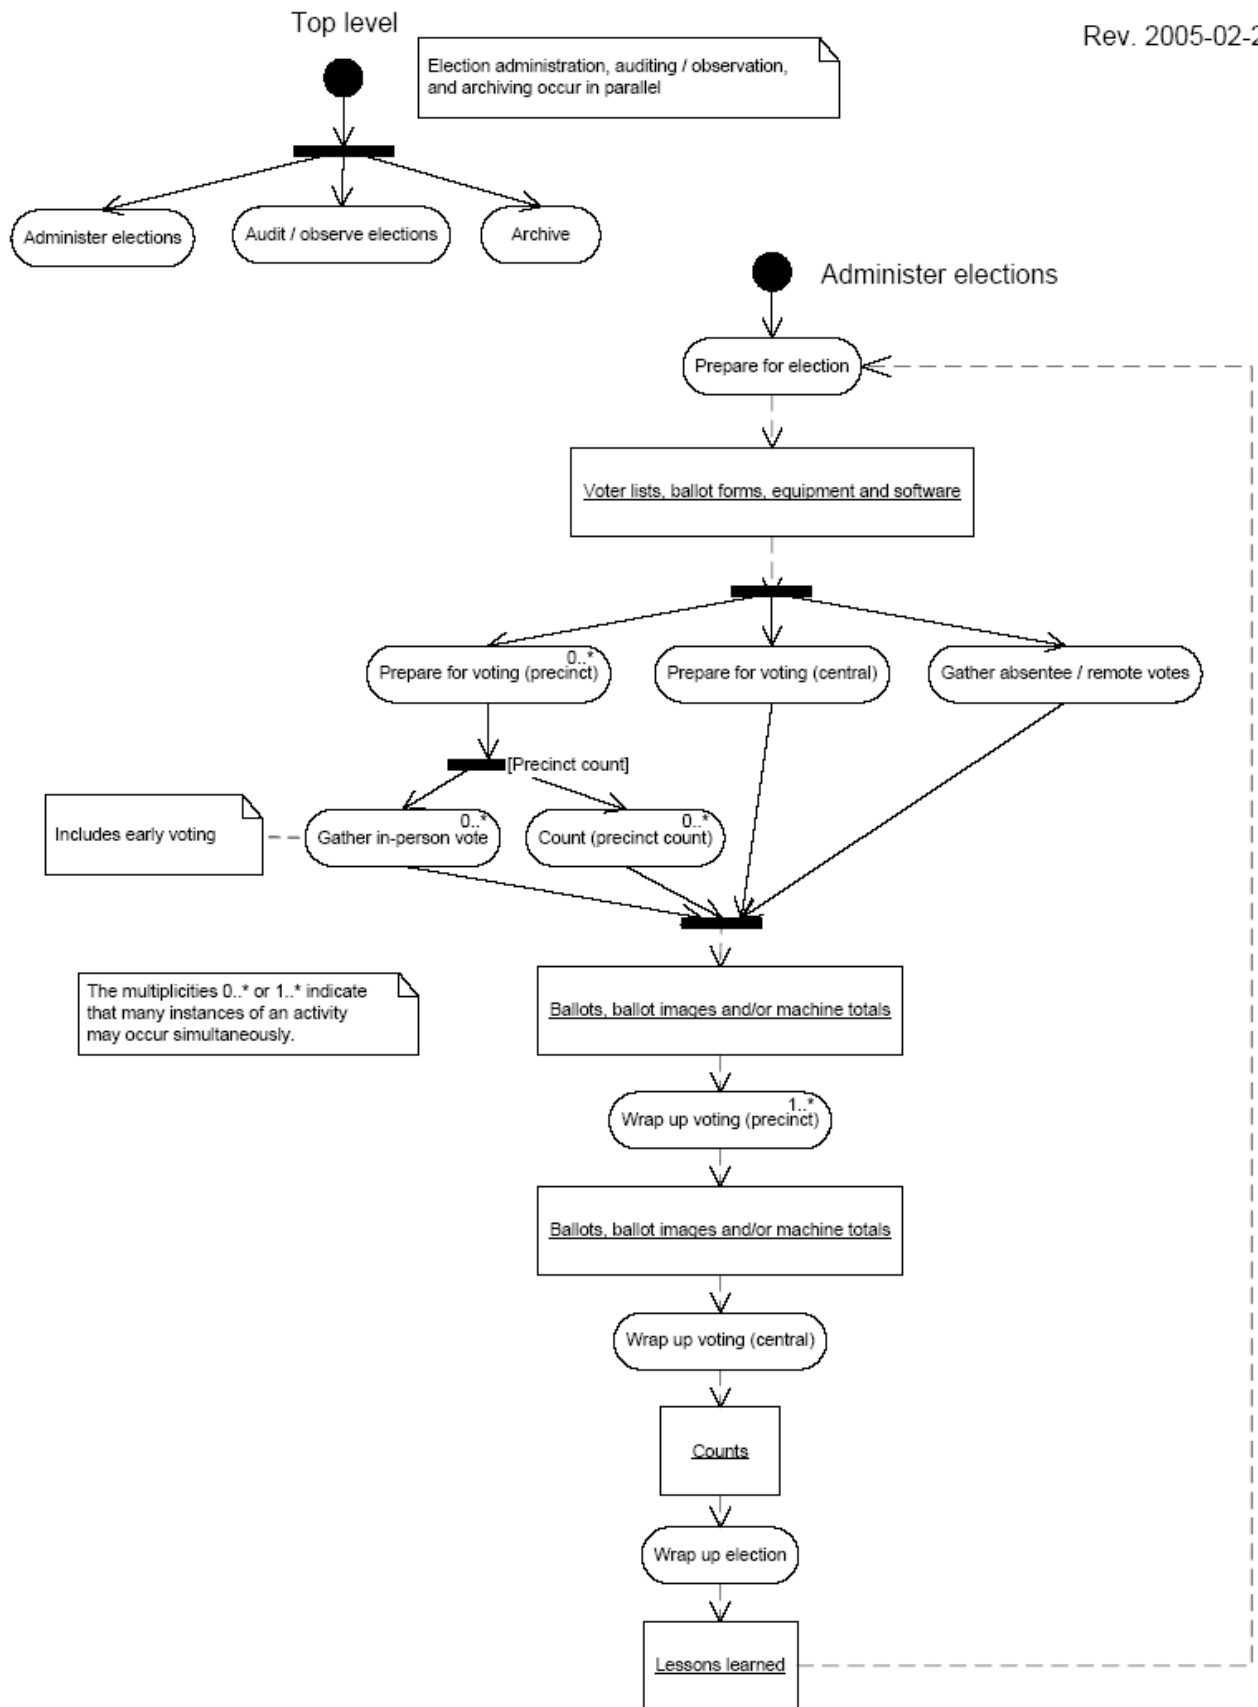 Top level
Rev. 2005-02-2
Election administration, auditing / observation,
and archiving occur in parallel
Administer elections
Audit / observe elections
Archive
Administer elections
Prepare for election
Voter lists, ballot forms, equipment and software
0..*
Prepare for voting (precinct)
Prepare for voting (central)
Gather absentee / remote votes
[Precinct count]
Includes early voting
0..*
Gather in-person vote
0..*
Count (precinct count)
The multiplicities 0..* or 1..* indicate
that many instances of an activity
may occur simultaneously.
Ballots, ballot images and/or machine totals
1..*
Wrap up voting (precinct)
Ballots, ballot images and/or machine totals
Wrap up voting (central)
Counts
Wrap up election
Lessons learned